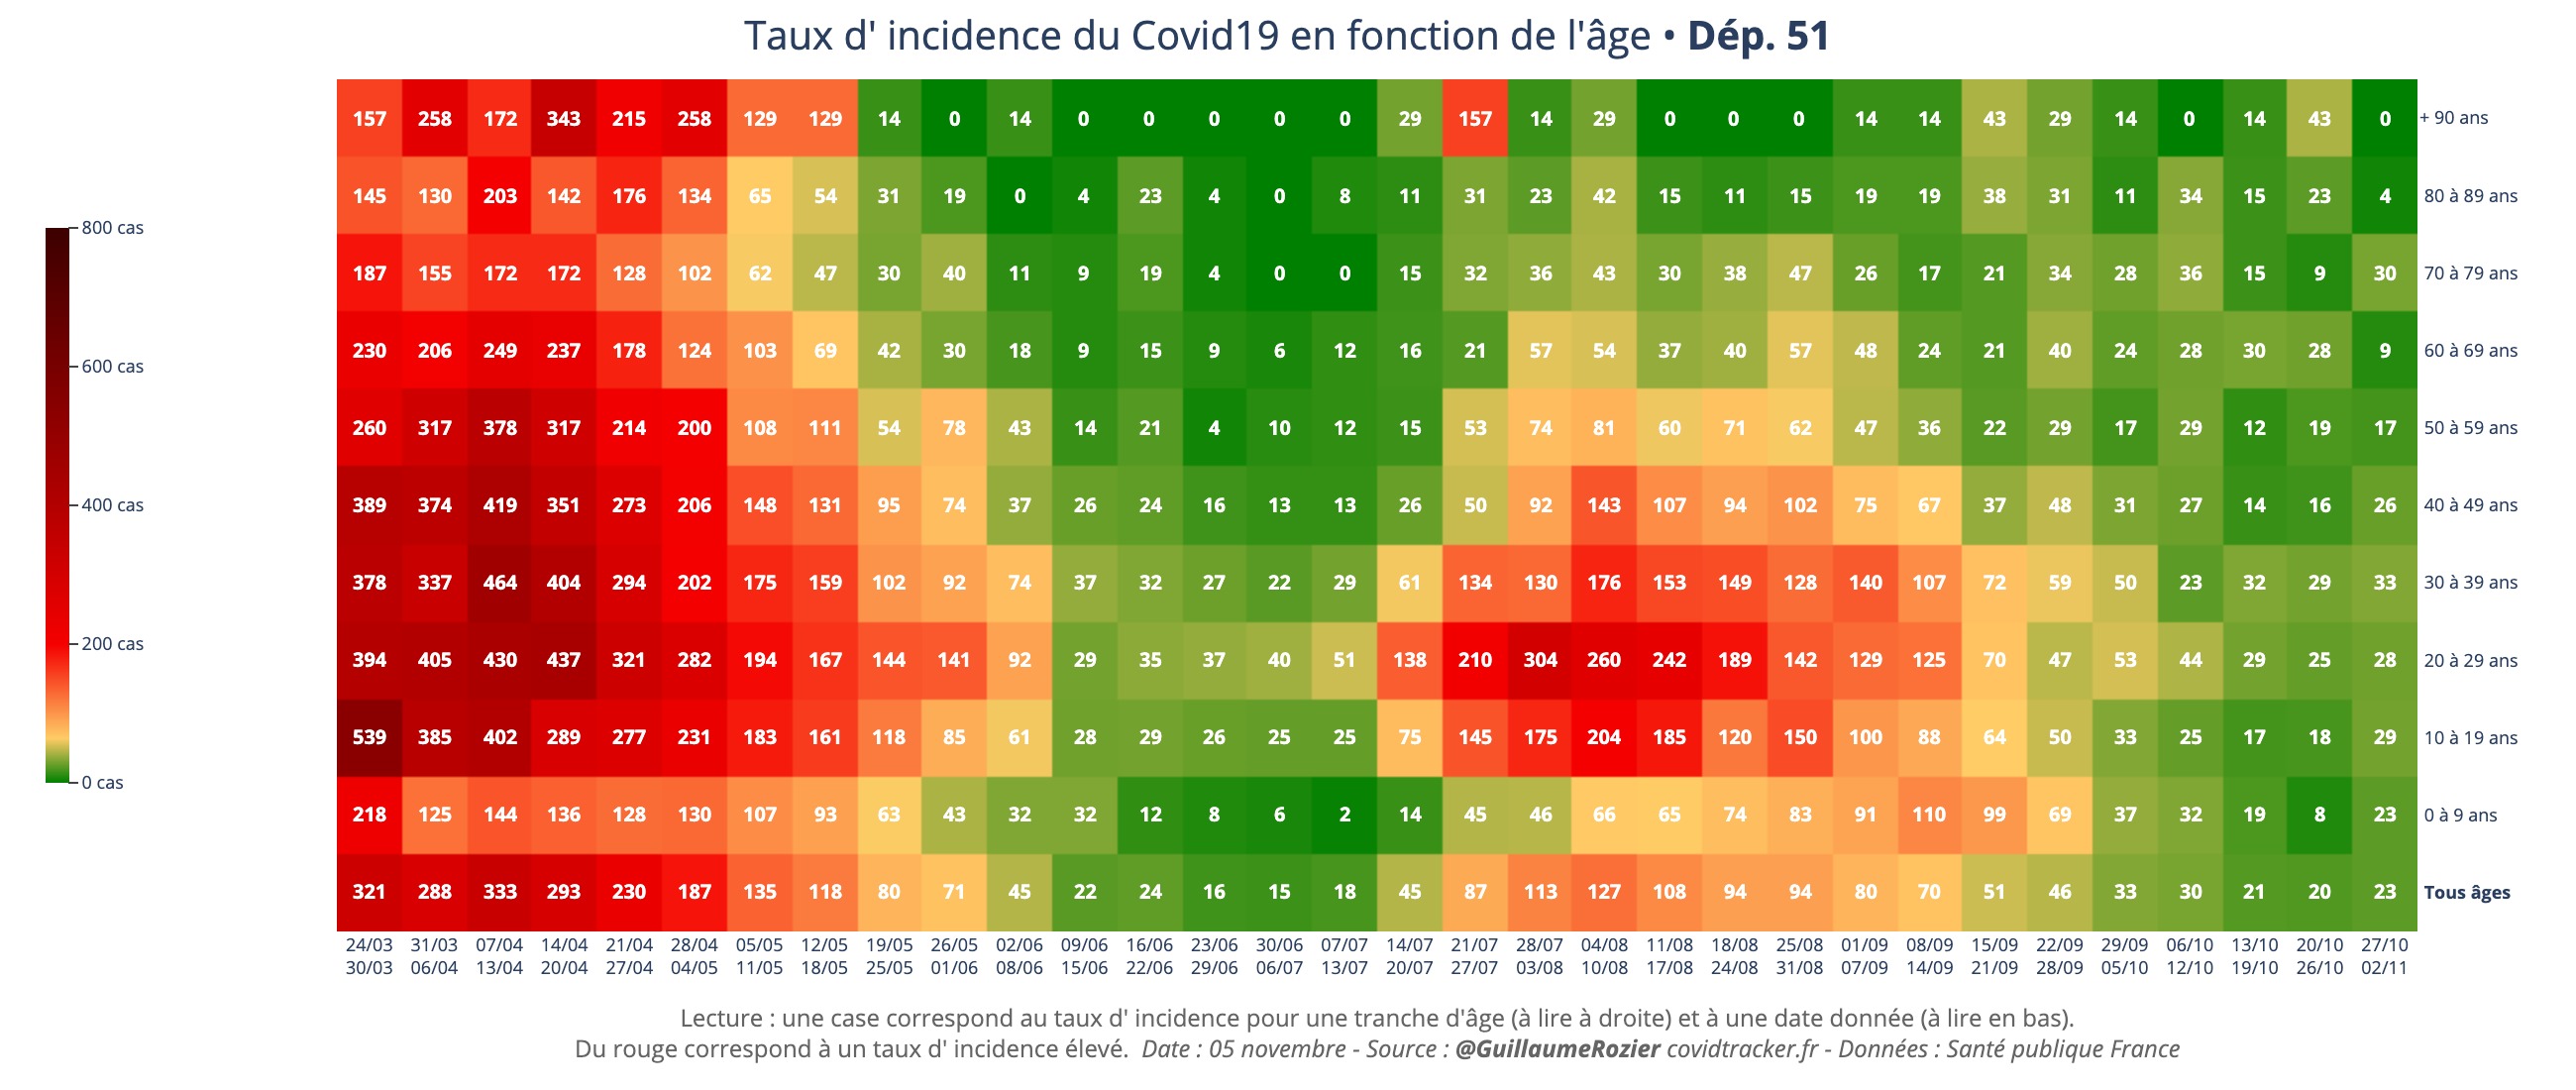 Taux d' incidence du Covid19 en fonction de l'âge • Dép. 51
800 cas
600 cas
400 cas
200 cas
0 cas
157 258 172 343 215 258 129 129 14 0 14 0 0 0 0 0 29 157 14 29 0 0 0 14 14 43 29 14 0 14 43 0 + 90 ans
145 130 203 142 176 134 65 54 31 19 0 4 23 4 0 8 11 31 23 42 15 11 15 19 19 38 31 11 34 15 23 4 80 à 89 ans
187 155 172 172 128 102 62 47 30 40 11 9 19 4 0 0 15 32 36 43 30 38 47 26 17 21 34 28 36 15 9 30 70 à 79 ans
230 206 249 237 178 124 103 69 42 30 18 9 15 9 6 12 16 21 57 54 37 40 57 48 24 21 40 24 28 30 28 9 60 à 69 ans
260 317 378 317 214 200 108 111 54 78 43 14 21 4 10 12 15 53 74 81 60 71 62 47 36 22 29 17 29 12 19 17 50 à 59 ans
389 374 419 351 273 206 148 131 95 74 37 26 24 16 13 13 26 50 92 143 107 94 102 75 67 37 48 31 27 14 16 26 40 à 49 ans
378 337 464 404 294 202 175 159 102 92 74 37 32 27 22 29 61 134 130 176 153 149 128 140 107 72 59 50 23 32 29 33 30 à 39 ans
394 405 430 437 321 282 194 167 144 141 92 29 35 37 40 51 138 210 304 260 242 189 142 129 125 70 47 53 44 29 25 28 20 à 29 ans
539 385 402 289 277 231 183 161 118 85 61 28 29 26 25 25 75 145 175 204 185 120 150 100 88 64 50 33 25 17 18 29 10 à 19 ans
218 125 144 136 128 130 107 93 63 43 32 32 12 8 6 2 14 45 46 66 65 74 83 91 110 99 69 37 32 19 8 23 0 à 9 ans
321 288 333 293 230 187 135 118 80 71 45 22 24 16 15 18 45 87 113 127 108 94 94 80 70 51 46 33 30 21 20 23 Tous âges
24/03 31/03 07/04 14/04 21/04 28/04 05/05 12/05 19/05 26/05 02/06 09/06 16/06 23/06 30/06 07/07 14/07 21/07 28/07 04/08 11/08 18/08 25/08 01/09 08/09 15/09 22/09 29/09 06/10 13/10 20/10 27/10
30/03 06/04 13/04 20/04 27/04 04/05 11/05 18/05 25/05 01/06 08/06 15/06 22/06 29/06 06/07 13/07 20/07 27/07 03/08 10/08 17/08 24/08 31/08 07/09 14/09 21/09 28/09 05/10 12/10 19/10 26/10 02/11
Lecture : une case correspond au taux d' incidence pour une tranche d'âge (à lire à droite) et à une date donnée (à lire en bas).
Du rouge correspond à un taux d' incidence élevé. Date : 05 novembre - Source : @GuillaumeRozier covidtracker.fr - Données : Santé publique France